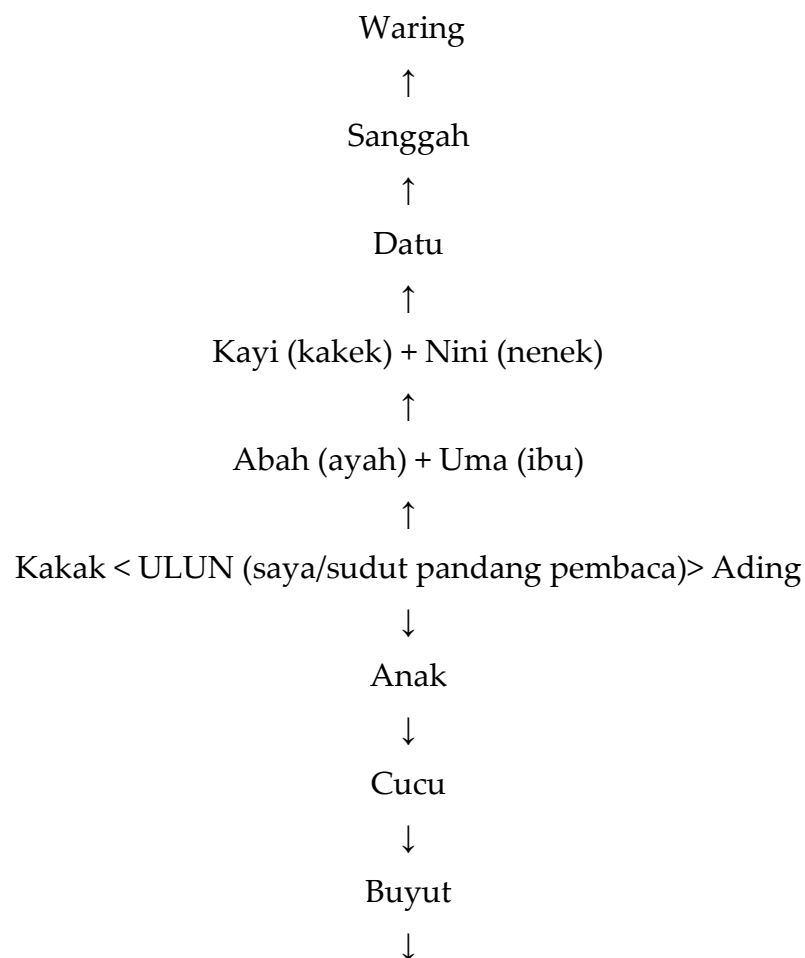 Waring
↑
Sanggah
↑
Datu
↑
Kayi (kakek) + Nini (nenek)
↑
Abah (ayah) + Uma (ibu)
↑
Kakak < ULUN (saya/sudut pandang pembaca)> Ading
↓
Anak
↓
Cucu
↓
Buyut
↓